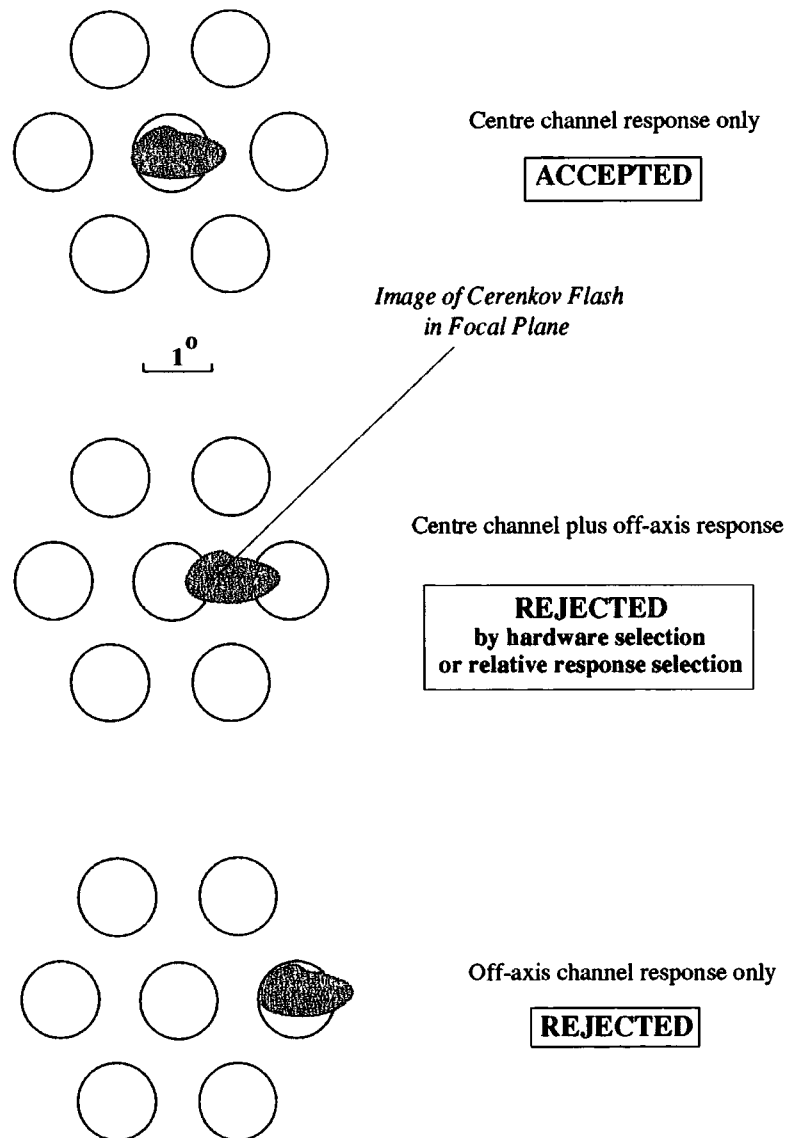 Centre channel response only
ACCEPTED
Image of Cerenkov Flash
in Focal Plane
1°
Centre channel plus off-axis response
REJECTED
by hardware selection
or relative response selection
Off-axis channel response only
REJECTED